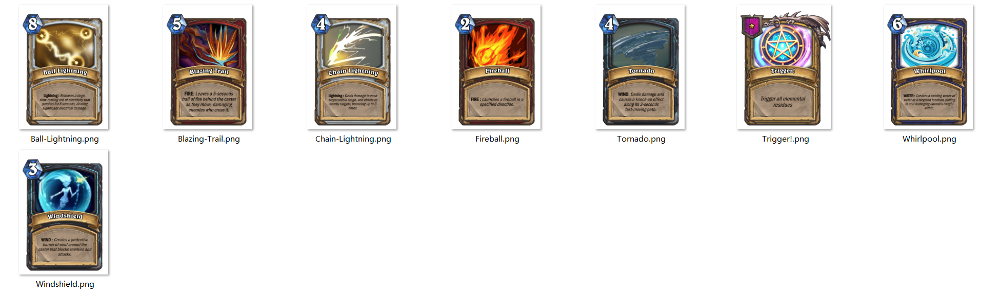 8
Ball Lightning
Lightning : Releases a large,
slow-moving orb of electricity that
persists for 8 seconds, dealing
significant electrical damage.
Ball-Lightning.png
5
Blazing Trail
FIRE: Leaves a 5-seconds
trail of fire behind the caster
as they move, damaging
enemies who cross it.
Blazing-Trail.png
4
Chain Lightning
Lightning : Deals damage to each
target within range, and chains to
nearby targets, bouncing up to 3
times.
Chain-Lightning.png
2
Fireball
FIRE : Launches a fireball in a
specified direction.
Fireball.png
4
Tornado
WIND: Deals damage and
causes a knock-up effect
along its 3-seconds
fast-moving path.
Tornado.png
Trigger!
Trigger all elemental
residues
Trigger!.png
6
Whirlpool
WATER : Creates a swirling vortex of
water at a targeted location, pulling
in and damaging enemies caught
within.
Whirlpool.png
3
Windshield
WIND : Creates a protective
barrier of wind around the
caster that blocks enemies and
attacks.
Windshield.png